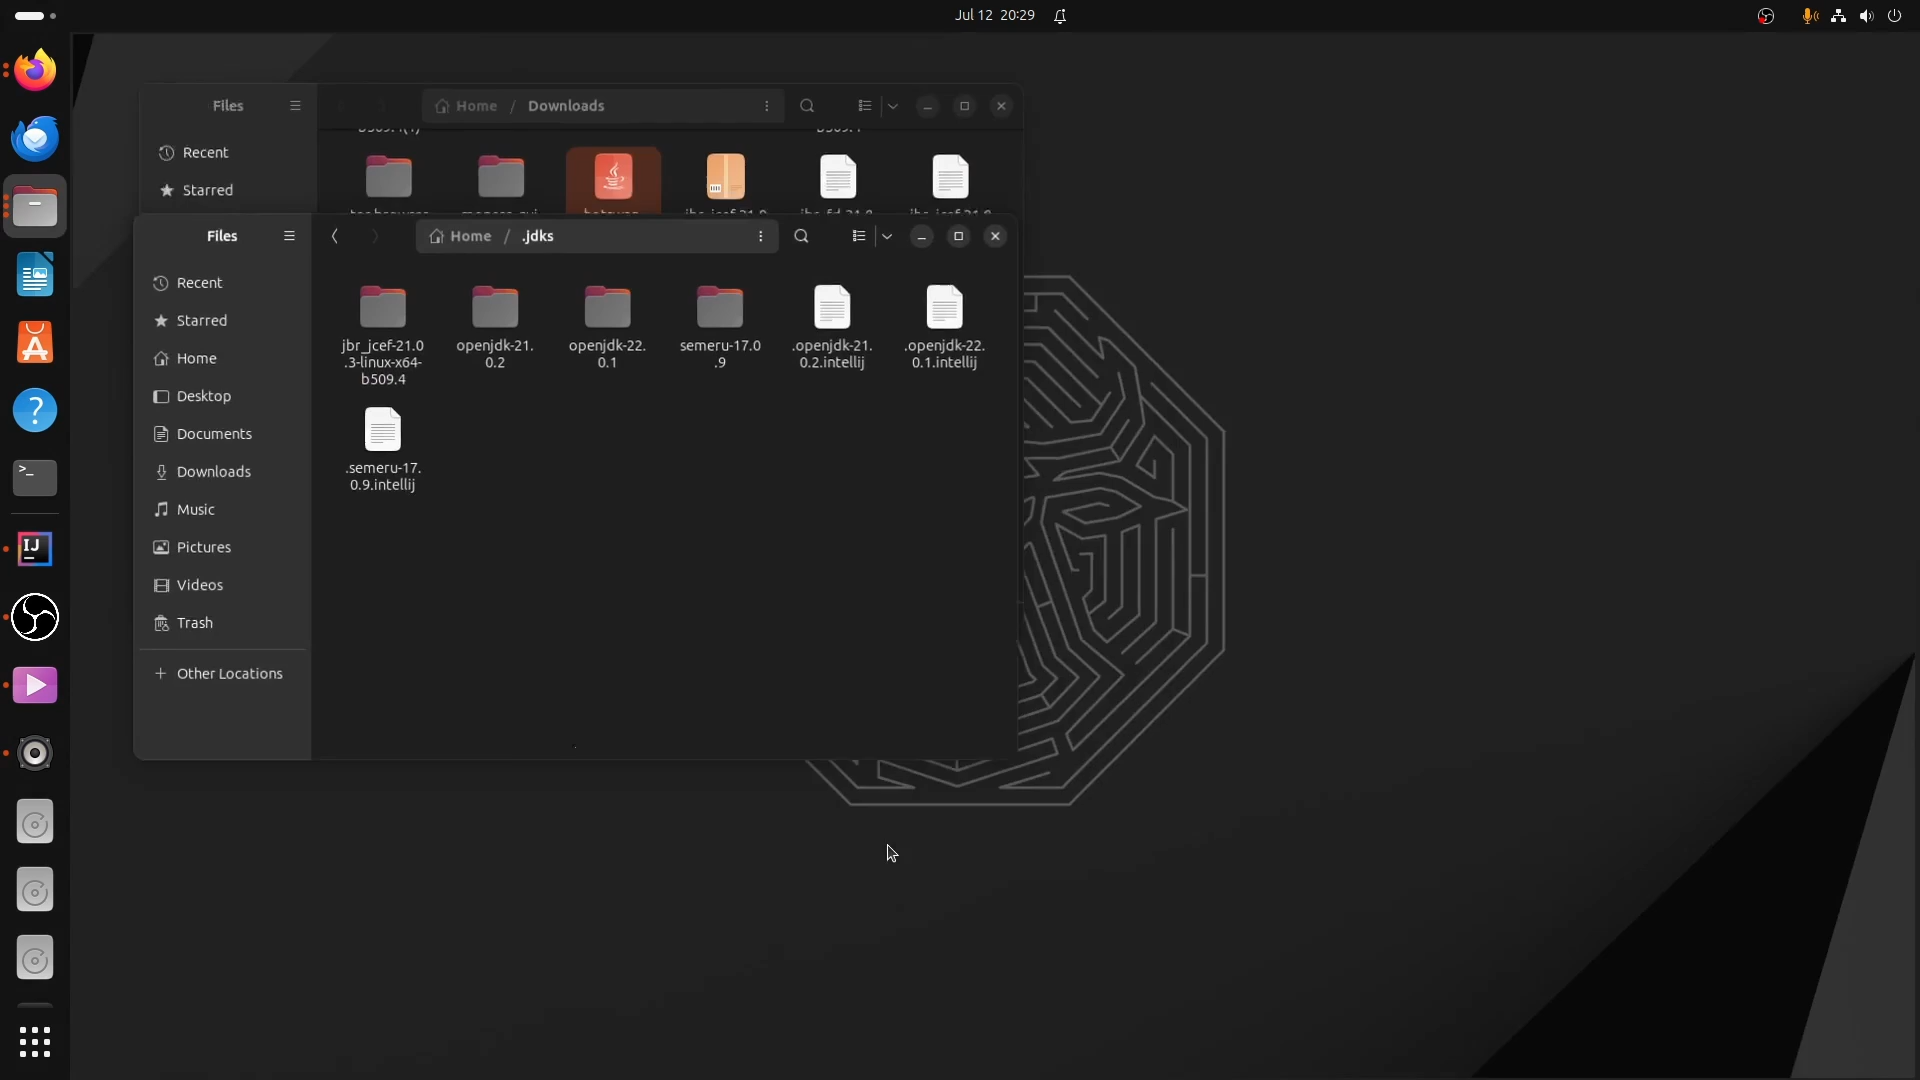 Jul 12 20:29
Files
Home / Downloads
Recent
Starred
Files
Home / .jdks
Recent
Starred
Home
Desktop
Documents
Downloads
Music
Pictures
Videos
Trash
Other Locations
jbr_jcef-21.0
.3-linux-x64-
b509.4
openjdk-21.
0.2
openjdk-22.
0.1
semeru-17.0
.9
.openjdk-21.
0.2.intellij
.openjdk-22.
0.1.intellij
.semeru-17.
0.9.intellij
IJ